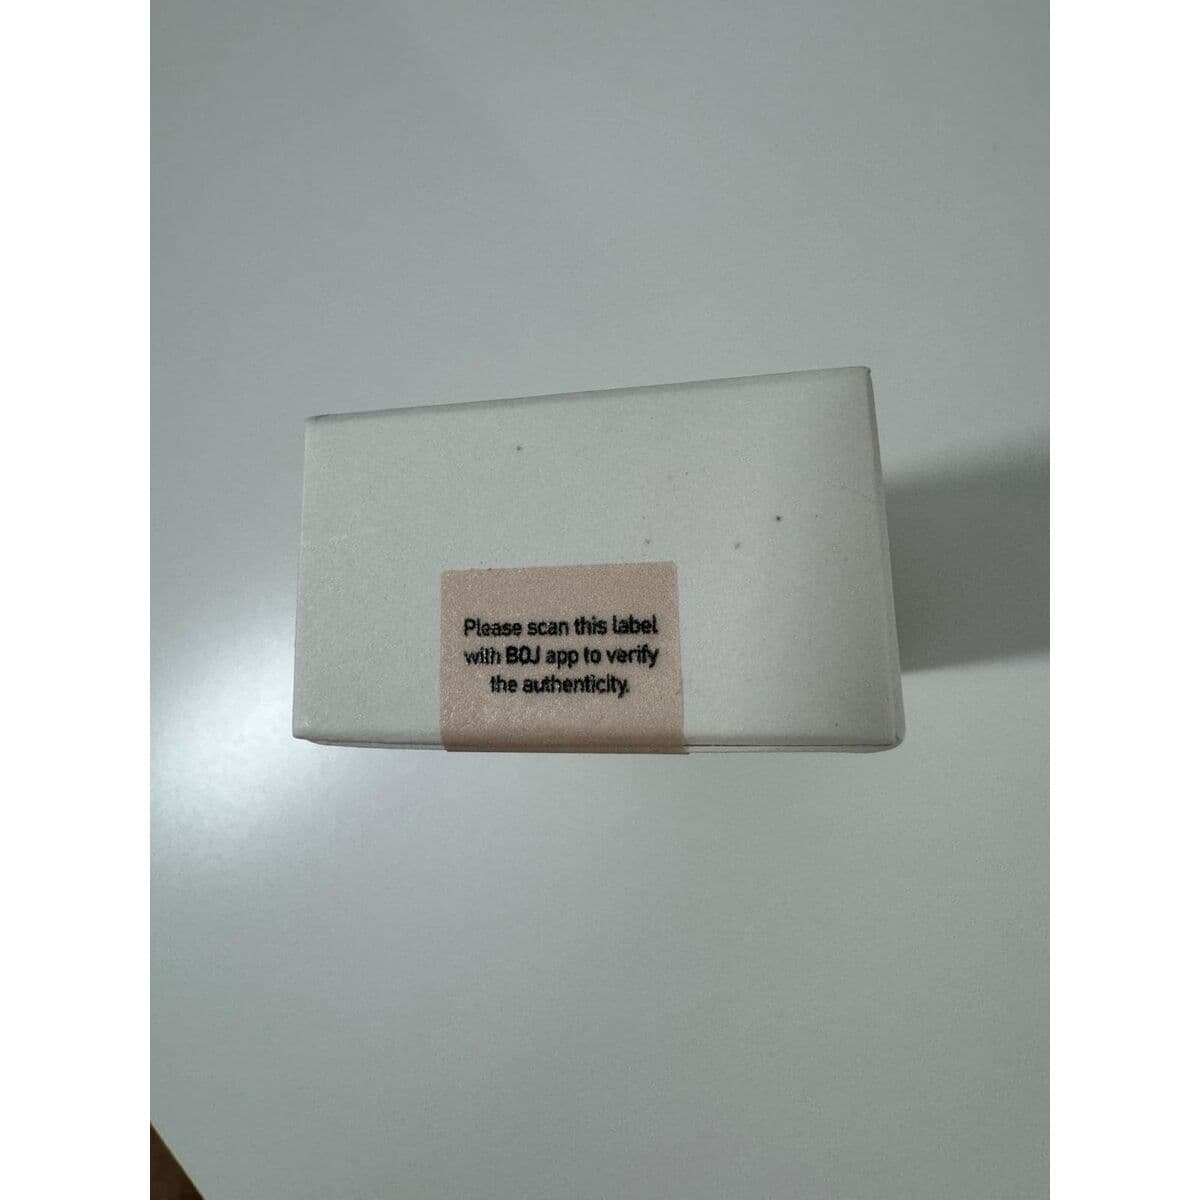 Please scan this label
with BOJ app to verify
the authenticity.